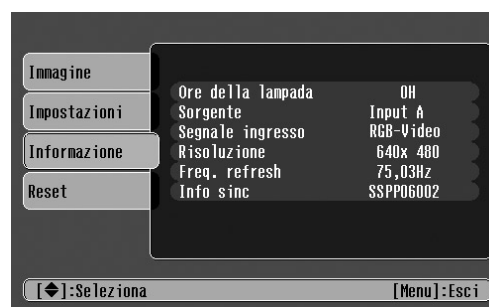 Immagine
Impostazioni
Informazione
Reset
Ore della lampada 0H
Sorgente Input A
Segnale ingresso RGB-Video
Risoluzione 640x 480
Freq. refresh 75,03Hz
Info sinc SSPP06002
[◆]:Seleziona [Menu]:Esci